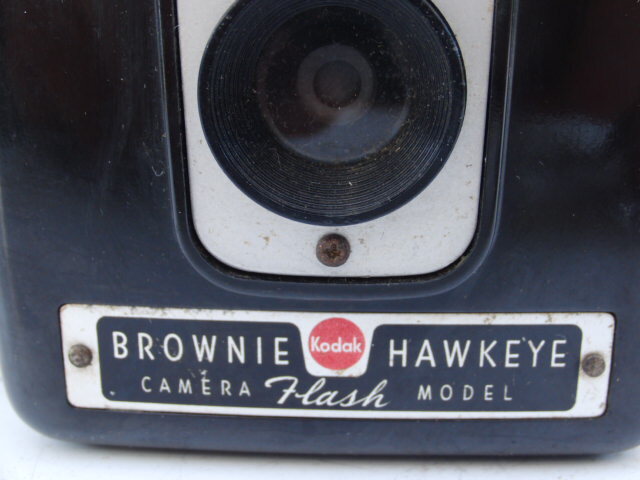 BROWNIE Kodak HAWKEYE
CAMERA Flash MODEL